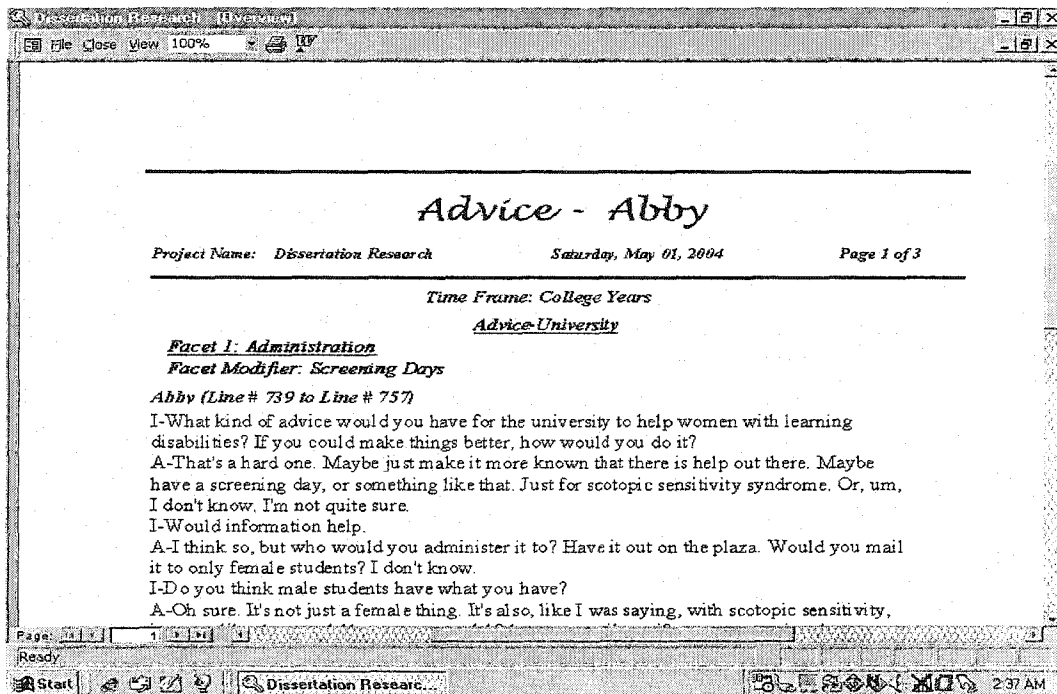 Dissertation Research - [Overview]
File Close View 100%
Advice - Abby
Project Name: Dissertation Research Saturday, May 01, 2004 Page 1 of 3
Time Frame: College Years
Advice-University
Facet 1: Administration
Facet Modifier: Screening Days
Abby (Line # 739 to Line # 757)
I-What kind of advice would you have for the university to help women with learning
disabilities? If you could make things better, how would you do it?
A-That's a hard one. Maybe just make it more known that there is help out there. Maybe
have a screening day, or something like that. Just for scotopic sensitivity syndrome. Or, um,
I don't know, I'm not quite sure.
I-Would information help.
A-I think so, but who would you administer it to? Have it out on the plaza. Would you mail
it to only female students? I don't know.
I-Do you think male students have what you have?
A-Oh sure. It's not just a female thing. It's also, like I was saying, with scotopic sensitivity,
Page: 1
Ready
Start Dissertation Researc... 2:37 AM